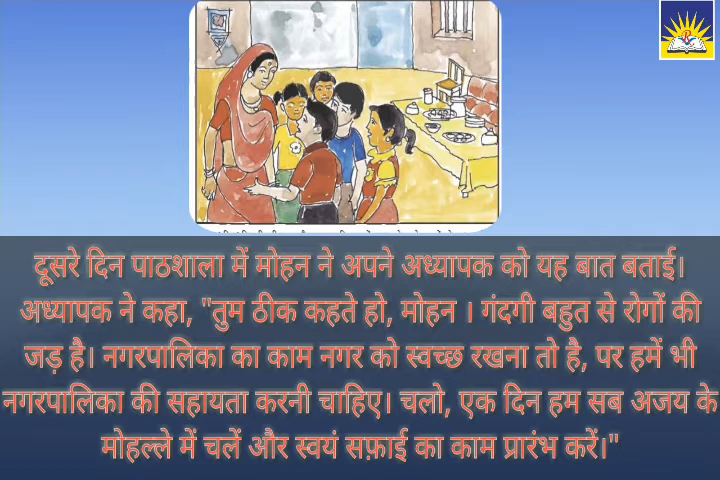 दूसरे दिन पाठशाला में मोहन ने अपने अध्यापक को यह बात बताई।
अध्यापक ने कहा, "तुम ठीक कहते हो, मोहन । गंदगी बहुत से रोगों की
जड़ है। नगरपालिका का काम नगर को स्वच्छ रखना तो है, पर हमें भी
नगरपालिका की सहायता करनी चाहिए। चलो, एक दिन हम सब अजय के
मोहल्ले में चलें और स्वयं सफ़ाई का काम प्रारंभ करें।"